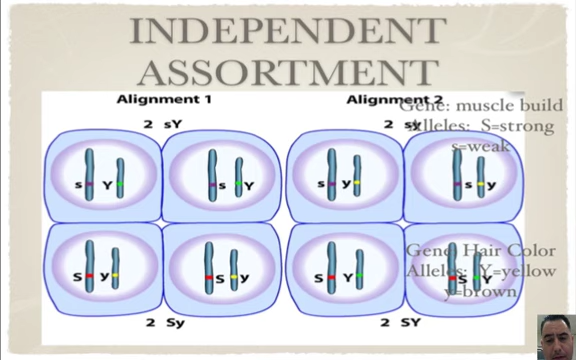 INDEPENDENT
ASSORTMENT
Alignment 1
Alignment 2
Gene: muscle build
2 sY
2 sy
Alleles: S=strong
s=weak
s Y
s Y
s y
s y
Gene: Hair Color
Alleles: Y=yellow
y=brown
S y
S y
S Y
S Y
2 Sy
2 SY